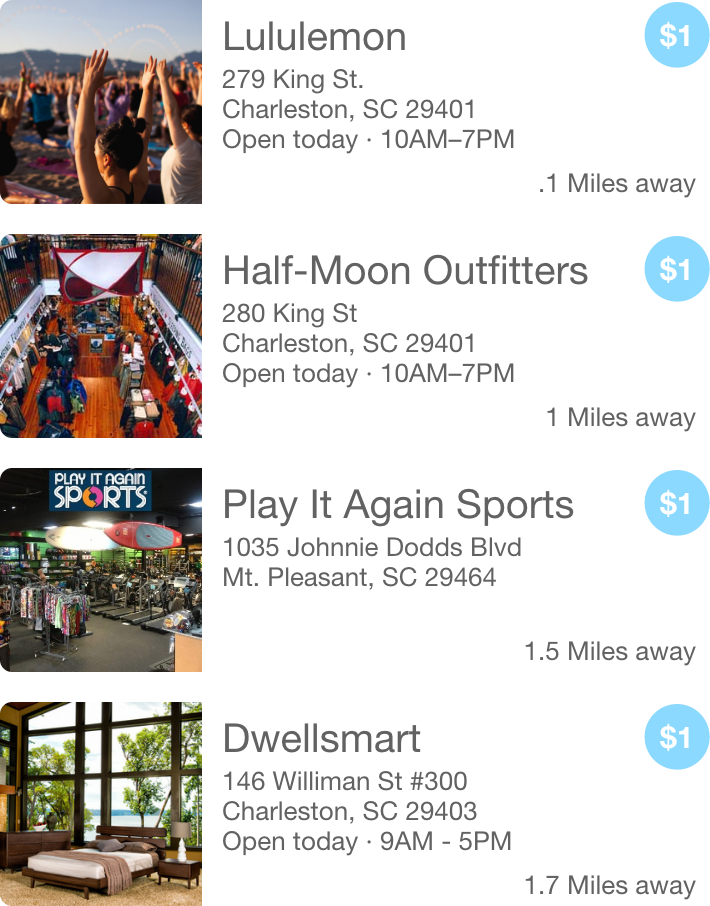 Lululemon
$1
279 King St.
Charleston, SC 29401
Open today · 10AM–7PM
.1 Miles away
Half-Moon Outfitters
$1
280 King St
Charleston, SC 29401
Open today · 10AM–7PM
1 Miles away
PLAY IT AGAIN
SPORTS
Play It Again Sports
$1
1035 Johnnie Dodds Blvd
Mt. Pleasant, SC 29464
1.5 Miles away
Dwellsmart
$1
146 Williman St #300
Charleston, SC 29403
Open today · 9AM - 5PM
1.7 Miles away